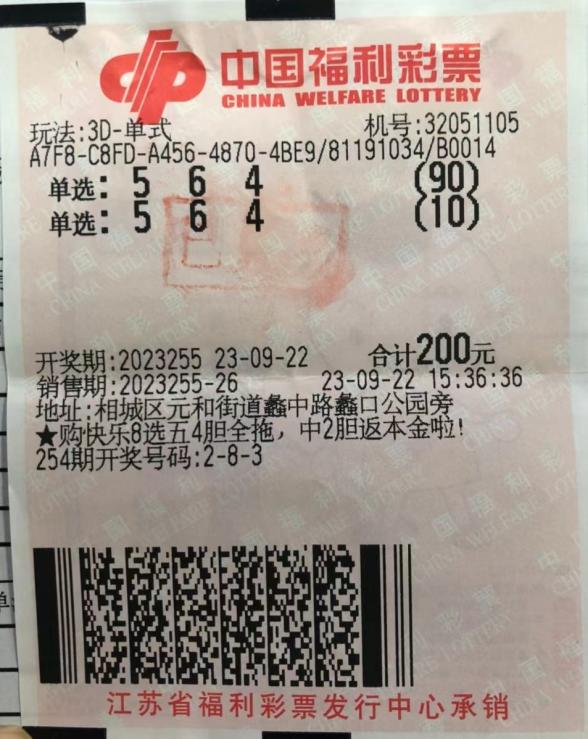 中国福利彩票
CHINA WELFARE LOTTERY
玩法:3D-单式 机号:32051105
A7F8-C8FD-A456-4870-4BE9/81191034/B0014
单选: 5 6 4 (90)
单选: 5 6 4 (10)
开奖期:2023255 23-09-22 合计200元
销售期:2023255-26 23-09-22 15:36:36
地址:相城区元和街道蠡中路蠡口公园旁
★购快乐8选五4胆全拖,中2胆返本金啦!
254期开奖号码:2-8-3
江苏省福利彩票发行中心承销